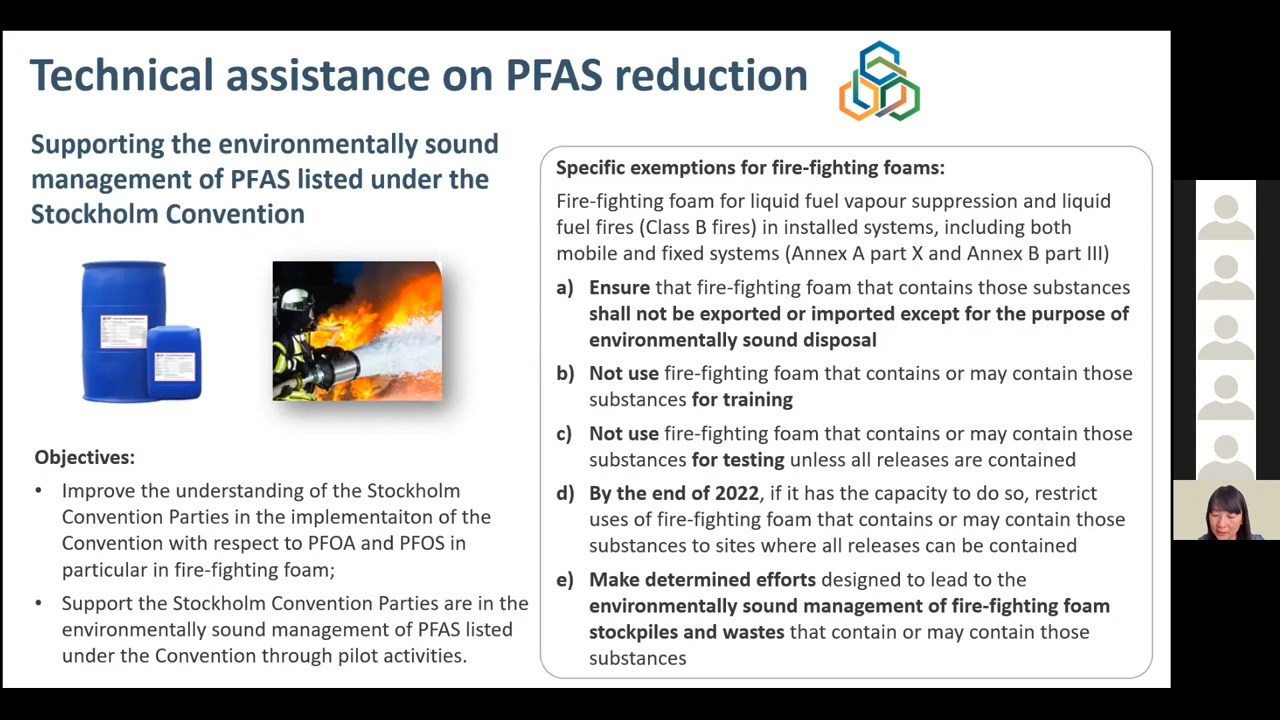 Technical assistance on PFAS reduction
Supporting the environmentally sound
management of PFAS listed under the
Stockholm Convention
Objectives:
• Improve the understanding of the Stockholm
Convention Parties in the implementaiton of the
Convention with respect to PFOA and PFOS in
particular in fire-fighting foam;
• Support the Stockholm Convention Parties are in the
environmentally sound management of PFAS listed
under the Convention through pilot activities.
Specific exemptions for fire-fighting foams:
Fire-fighting foam for liquid fuel vapour suppression and liquid
fuel fires (Class B fires) in installed systems, including both
mobile and fixed systems (Annex A part X and Annex B part III)
a) Ensure that fire-fighting foam that contains those substances
shall not be exported or imported except for the purpose of
environmentally sound disposal
b) Not use fire-fighting foam that contains or may contain those
substances for training
c) Not use fire-fighting foam that contains or may contain those
substances for testing unless all releases are contained
d) By the end of 2022, if it has the capacity to do so, restrict
uses of fire-fighting foam that contains or may contain those
substances to sites where all releases can be contained
e) Make determined efforts designed to lead to the
environmentally sound management of fire-fighting foam
stockpiles and wastes that contain or may contain those
substances